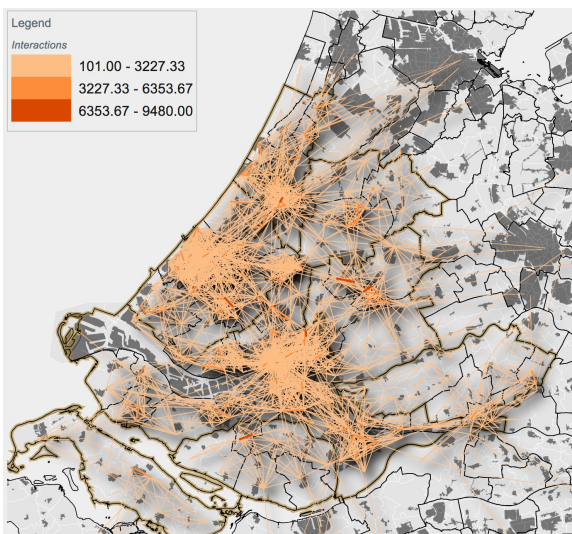 Legend
Interactions
101.00 - 3227.33
3227.33 - 6353.67
6353.67 - 9480.00